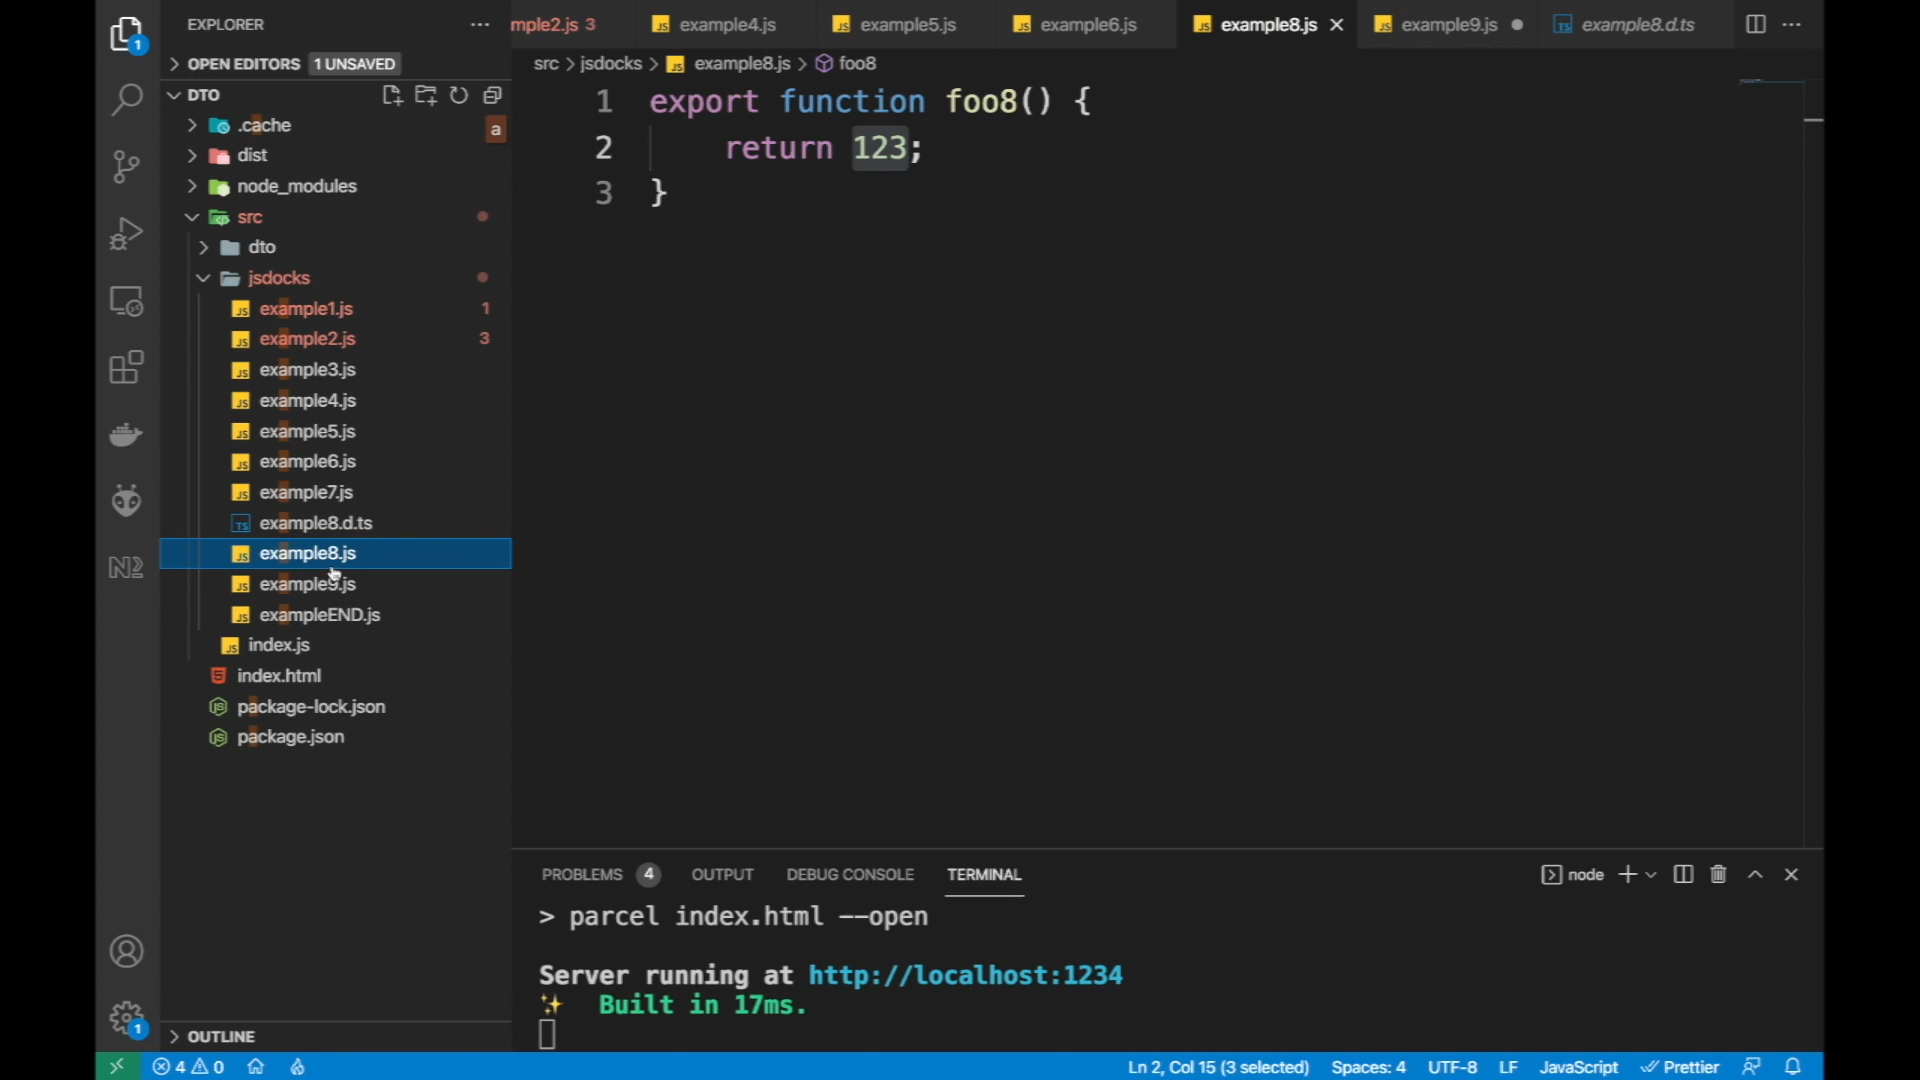 EXPLORER
OPEN EDITORS 1 UNSAVED
DTO
.cache
a
dist
node_modules
src
dto
jsdocks
example1.js 1
example2.js 3
example3.js
example4.js
example5.js
example6.js
example7.js
example8.d.ts
example8.js
example9.js
exampleEND.js
index.js
index.html
package-lock.json
package.json
OUTLINE
mple2.js 3 example4.js example5.js example6.js example8.js example9.js example8.d.ts
src > jsdocks > example8.js > foo8
1 export function foo8() {
2 return 123;
3 }
PROBLEMS 4 OUTPUT DEBUG CONSOLE TERMINAL node
> parcel index.html --open
Server running at http://localhost:1234
✨ Built in 17ms.
4 0 Ln 2, Col 15 (3 selected) Spaces: 4 UTF-8 LF JavaScript Prettier
1
1